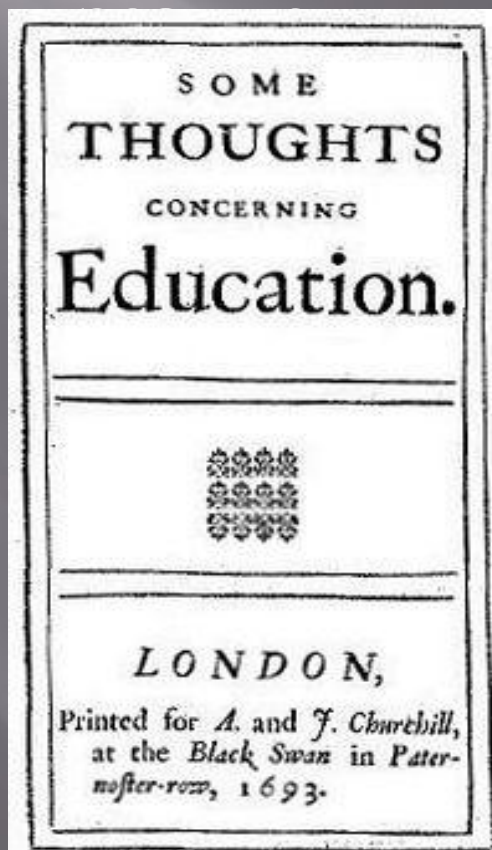 SOME
THOUGHTS
CONCERNING
Education.
LONDON,
Printed for A. and J. Churchill,
at the Black Swan in Pater-
noſter-row, 1693.